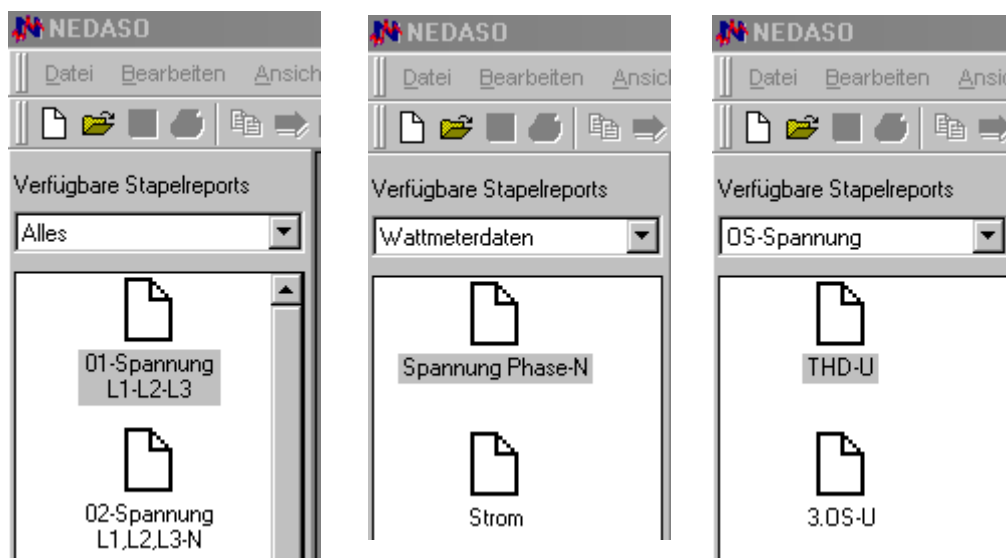 NEDASO
Datei Bearbeiten Ansich
Verfügbare Stapelreports
Alles
01-Spannung
L1-L2-L3
02-Spannung
L1,L2,L3-N
NEDASO
Datei Bearbeiten Ansicl
Verfügbare Stapelreports
Wattmeterdaten
Spannung Phase-N
Strom
NEDASO
Datei Bearbeiten Ansi
Verfügbare Stapelreports
OS-Spannung
THD-U
3.OS-U